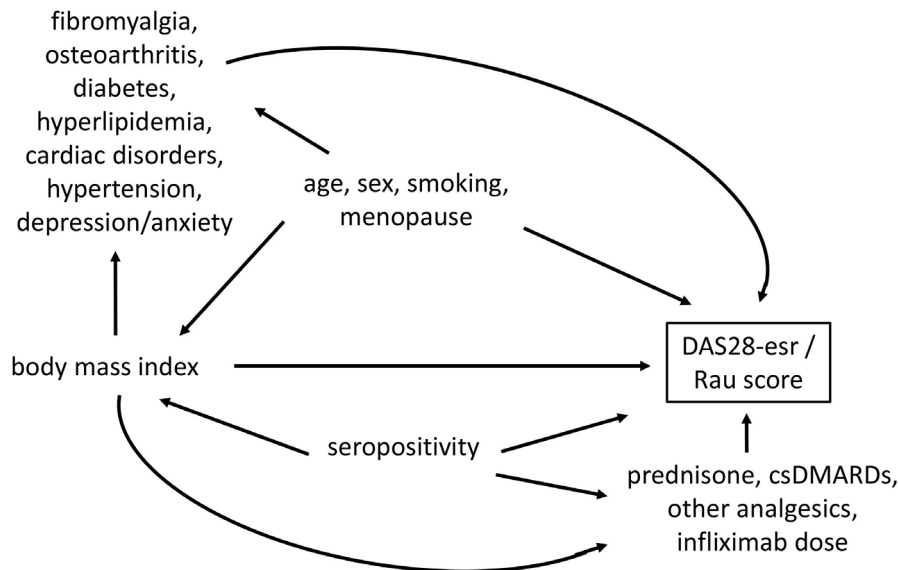 fibromyalgia,
osteoarthritis,
diabetes,
hyperlipidemia,
cardiac disorders,
hypertension,
depression/anxiety
age, sex, smoking,
menopause
body mass index
DAS28-esr /
Rau score
seropositivity
prednisone, csDMARDs,
other analgesics,
infliximab dose